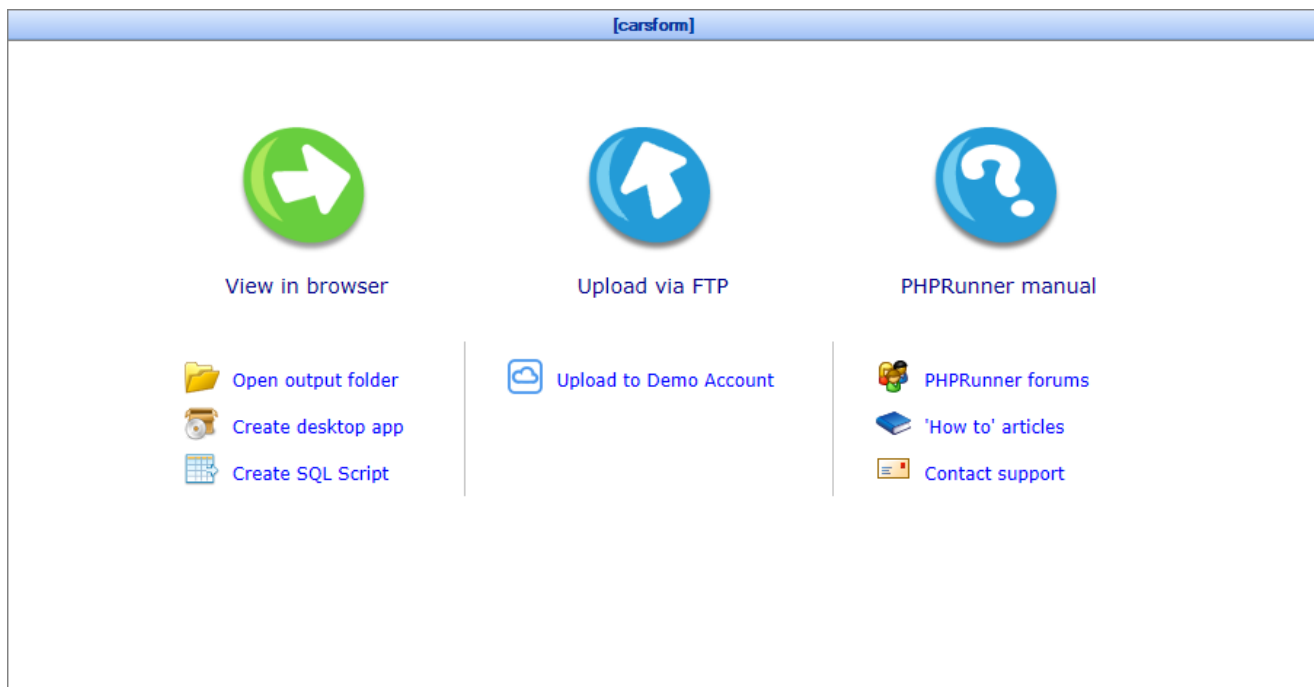 [carsform]
View in browser
Upload via FTP
PHPRunner manual
Open output folder
Create desktop app
Create SQL Script
Upload to Demo Account
PHPRunner forums
'How to' articles
Contact support